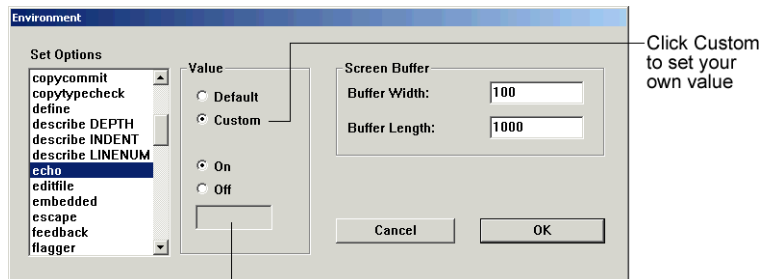 Environment
Set Options
copycommit
copytypecheck
define
describe DEPTH
describe INDENT
describe LINENUM
echo
editfile
embedded
escape
feedback
flagger
Value
Default
Custom
On
Off
Screen Buffer
Buffer Width:
100
Buffer Length:
1000
Cancel
OK
Click Custom
to set your
own value